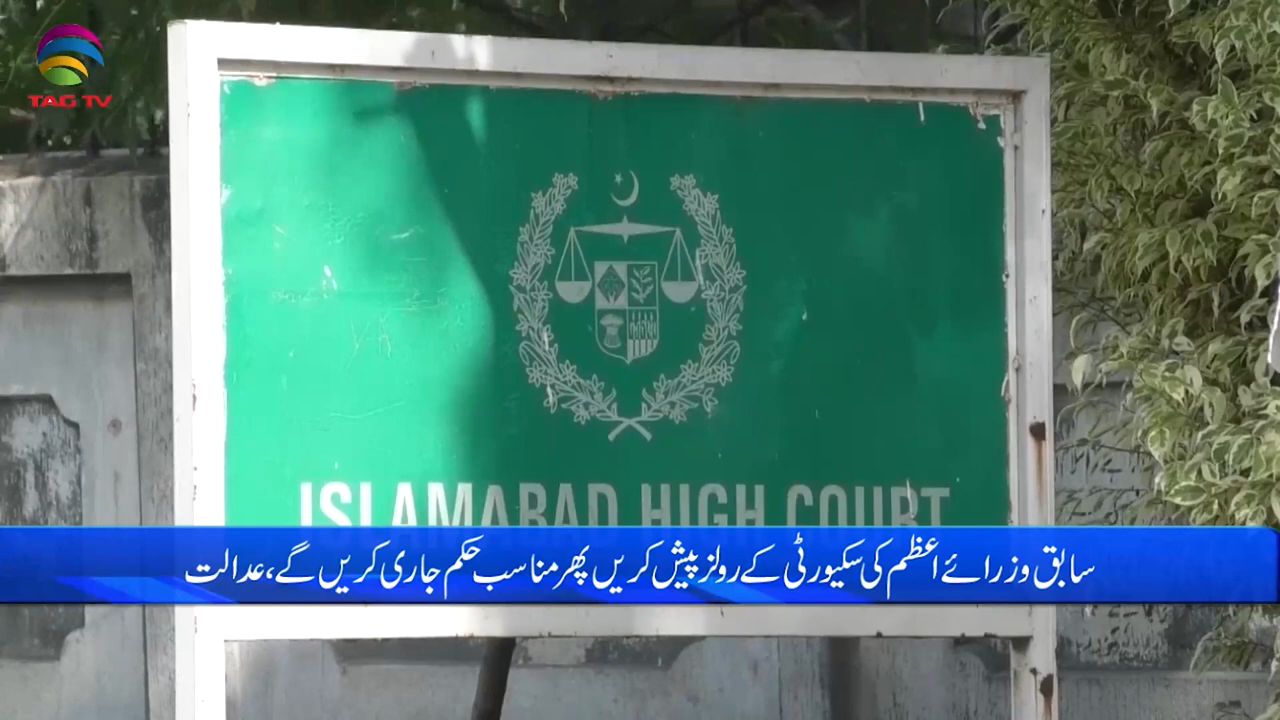 TAG TV
ISLAMABAD HIGH COURT
سابق وزرائے اعظم کی سکیورٹی کے رولز پیش کریں پھر مناسب حکم جاری کریں گے، عدالت